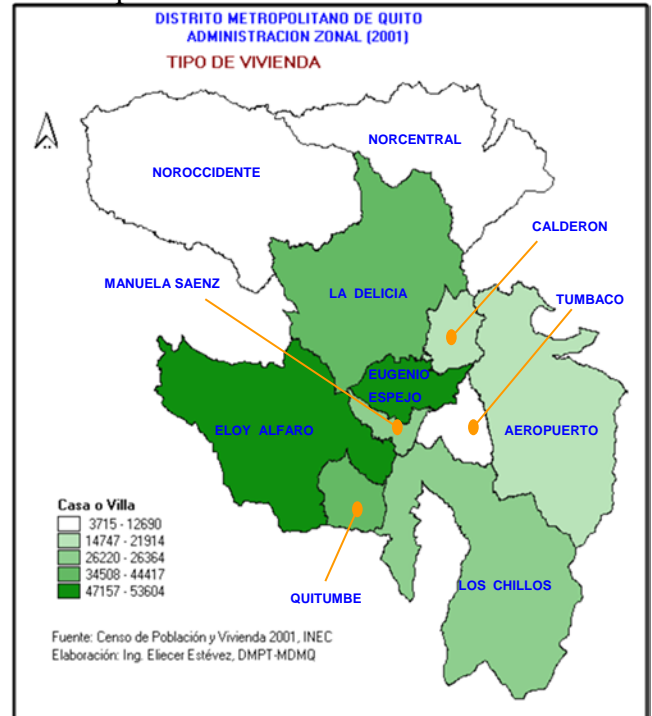 DISTRITO METROPOLITANO DE QUITO
ADMINISTRACION ZONAL (2001)
TIPO DE VIVIENDA
NORCENTRAL
NOROCCIDENTE
CALDERON
MANUELA SAENZ
LA DELICIA
TUMBACO
EUGENIO
ESPEJO
ELOY ALFARO
AEROPUERTO
Casa o Villa
3715 - 12690
14747 - 21914
26220 - 26364
34508 - 44417
47157 - 53604
LOS CHILLOS
QUITUMBE
Fuente: Censo de Población y Vivienda 2001, INEC
Elaboración: Ing. Eliecer Estévez, DMPT-MDMQ